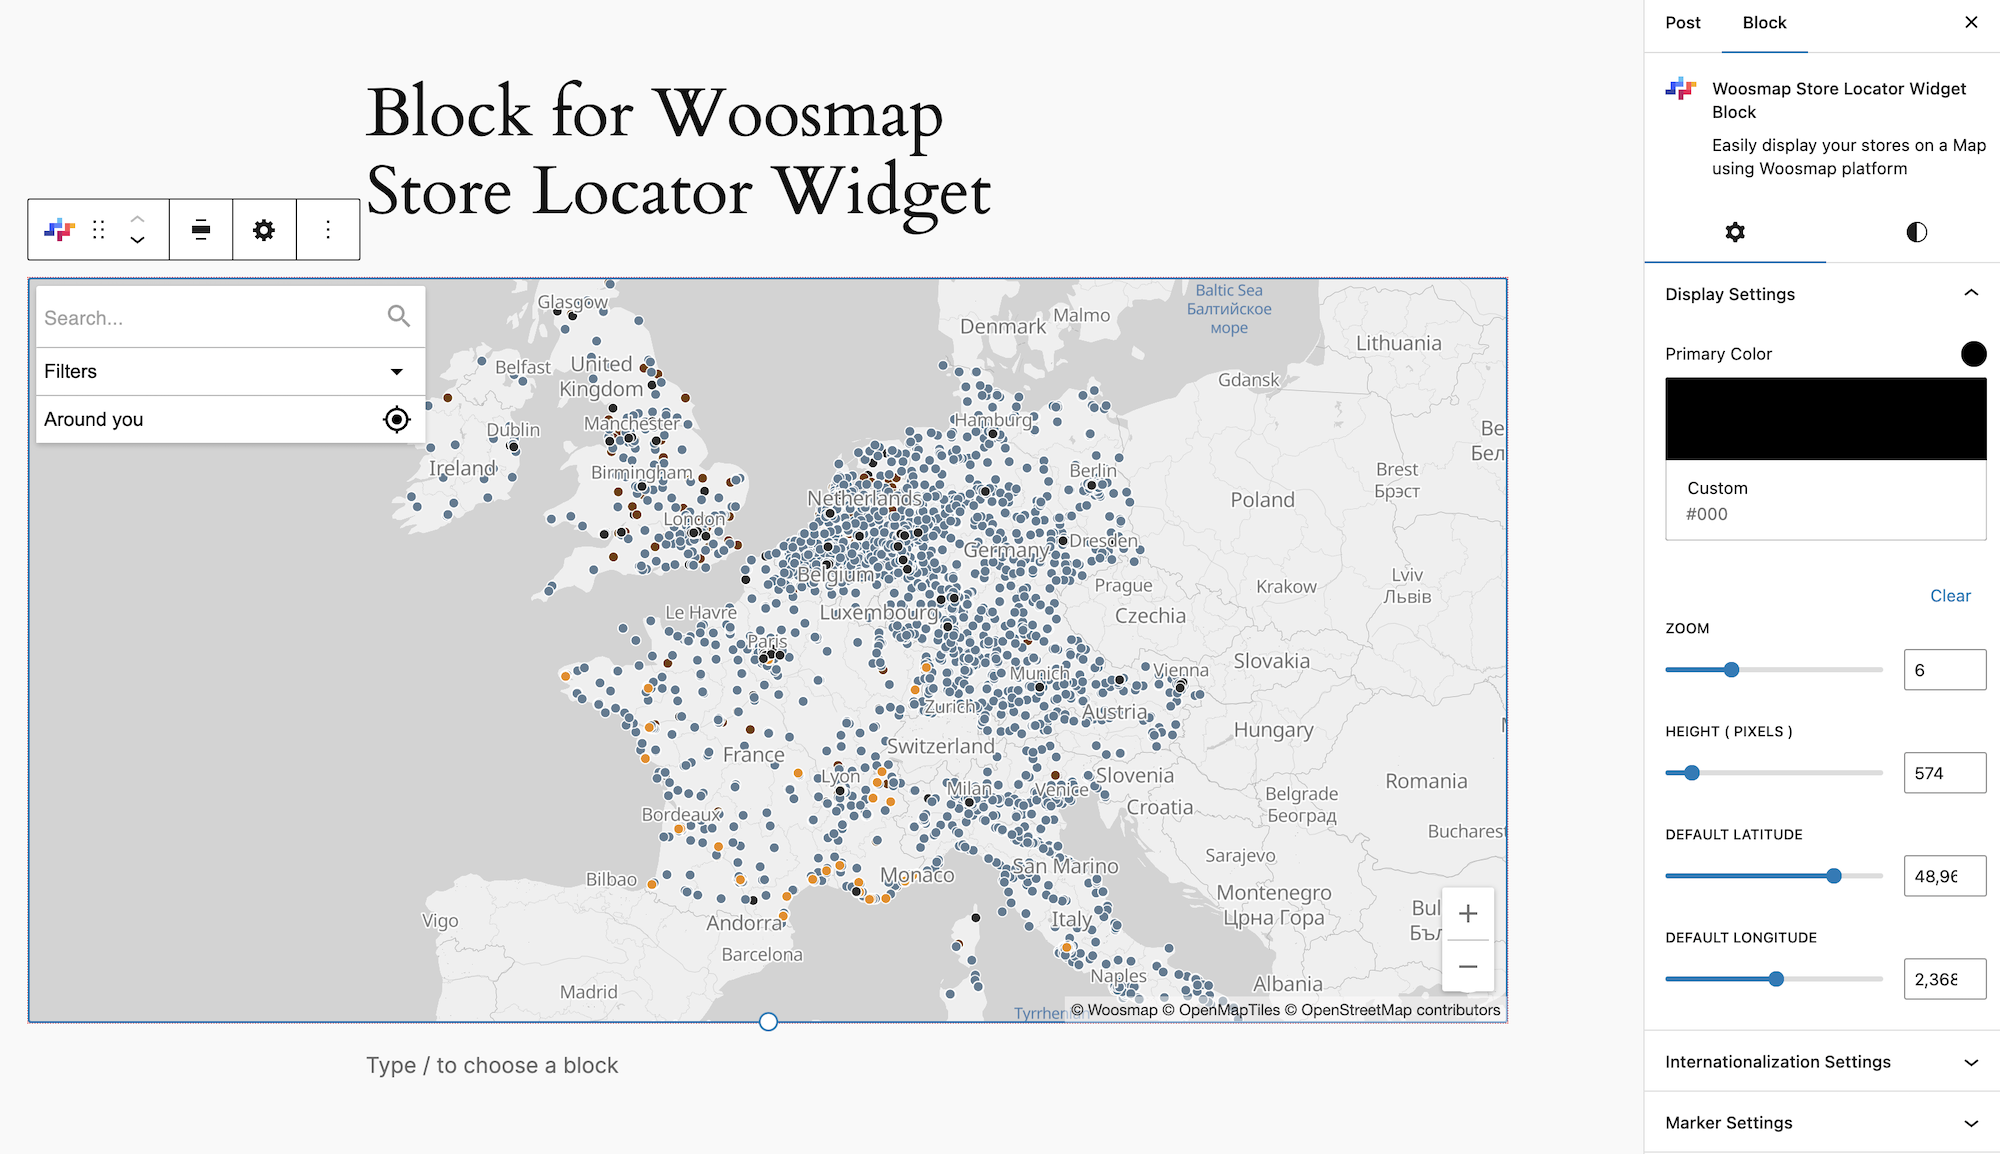 Post
Block
Woosmap Store Locator Widget
Block
Easily display your stores on a Map
using Woosmap platform
Block for Woosmap
Store Locator Widget
Search...
Filters
Around you
Glasgow
Belfast
United
Kingdom
Manchester
Dublin
Ireland
Birmingham
London
Denmark
Malmo
Baltic Sea
Балтийское
море
Lithuania
Gdansk
Hamburg
Berlin
Netherlands
Poland
Brest
Брэст
Be
Бел
Germany
Dresden
Belgium
Prague
Krakow
Lviv
Львів
Le Havre
Luxembourg
Czechia
Paris
Slovakia
Munich
Vienna
Zurich
Austria
Hungary
France
Switzerland
Lyon
Milan
Venice
Slovenia
Croatia
Belgrade
Београд
Romania
Bordeaux
Bucharest
Sarajevo
San Marino
Monaco
Bilbao
Montenegro
Црна Гора
Bul
Бъл
Vigo
Andorra
Italy
Barcelona
Naples
Albania
Madrid
Tyrrhen
© Woosmap © OpenMapTiles © OpenStreetMap contributors
Type / to choose a block
Display Settings
Primary Color
Custom
#000
Clear
ZOOM
6
HEIGHT ( PIXELS )
574
DEFAULT LATITUDE
48,96
DEFAULT LONGITUDE
2,368
Internationalization Settings
Marker Settings